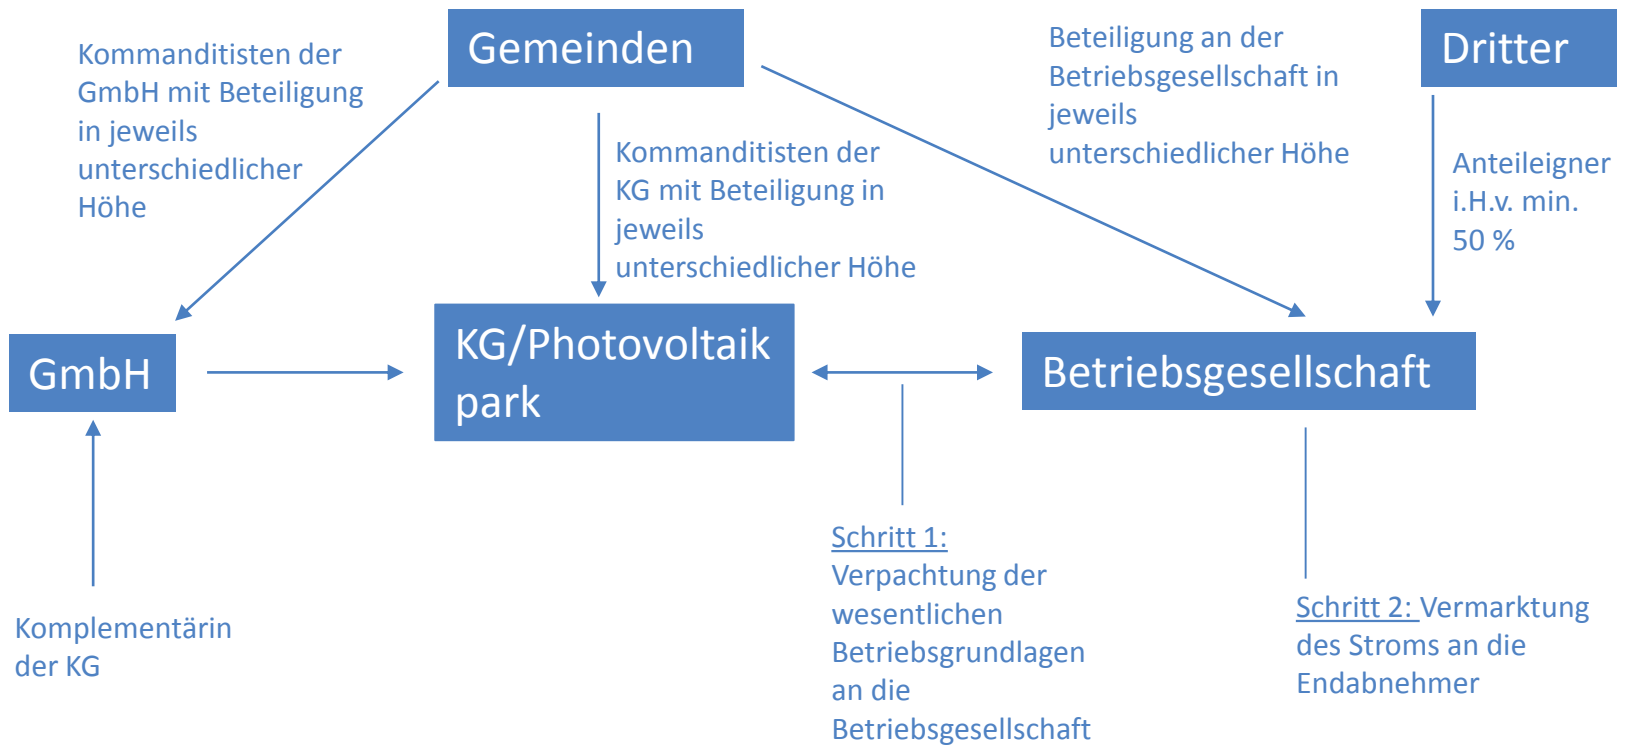 Gemeinden
Dritter
Kommanditisten der
GmbH mit Beteiligung
in jeweils
unterschiedlicher
Höhe
Kommanditisten der
KG mit Beteiligung in
jeweils
unterschiedlicher Höhe
Beteiligung an der
Betriebsgesellschaft in
jeweils
unterschiedlicher Höhe
Anteileigner
i.H.v. min.
50 %
GmbH
KG/Photovoltaik
park
Betriebsgesellschaft
Komplementärin
der KG
Schritt 1:
Verpachtung der
wesentlichen
Betriebsgrundlagen
an die
Betriebsgesellschaft
Schritt 2: Vermarktung
des Stroms an die
Endabnehmer